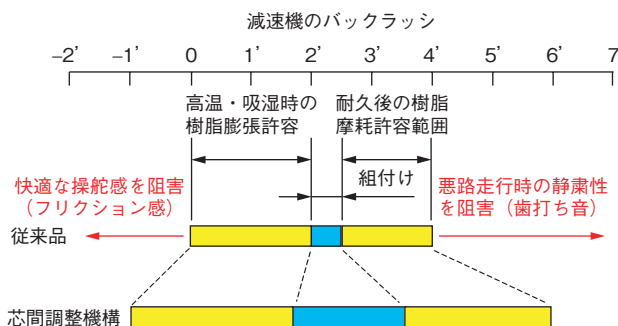 減速機のバックラッシ
−2’ −1’ 0 1’ 2’ 3’ 4’ 5’ 6’ 7
高温・吸湿時の
樹脂膨張許容
耐久後の樹脂
摩耗許容範囲
組付け
快適な操舵感を阻害
（フリクション感）
悪路走行時の静粛性
を阻害（歯打ち音）
従来品
芯間調整機構